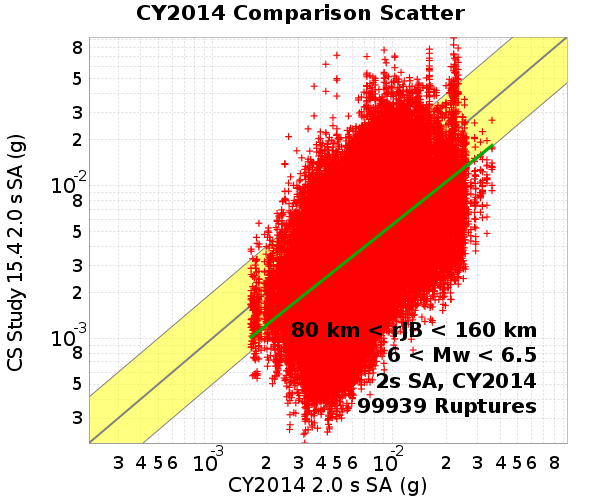 CY2014 Comparison Scatter
CS Study 15.4 2.0 s SA (g)
8
5
3
2
10-2
8
5
3
2
10-3
8
5
3
80 km < rJB < 160 km
6 < Mw < 6.5
2s SA, CY2014
99939 Ruptures
3 4 5 6 10-3 2 3 4 5 6 10-2 2 3 4 5 6 8
CY2014 2.0 s SA (g)